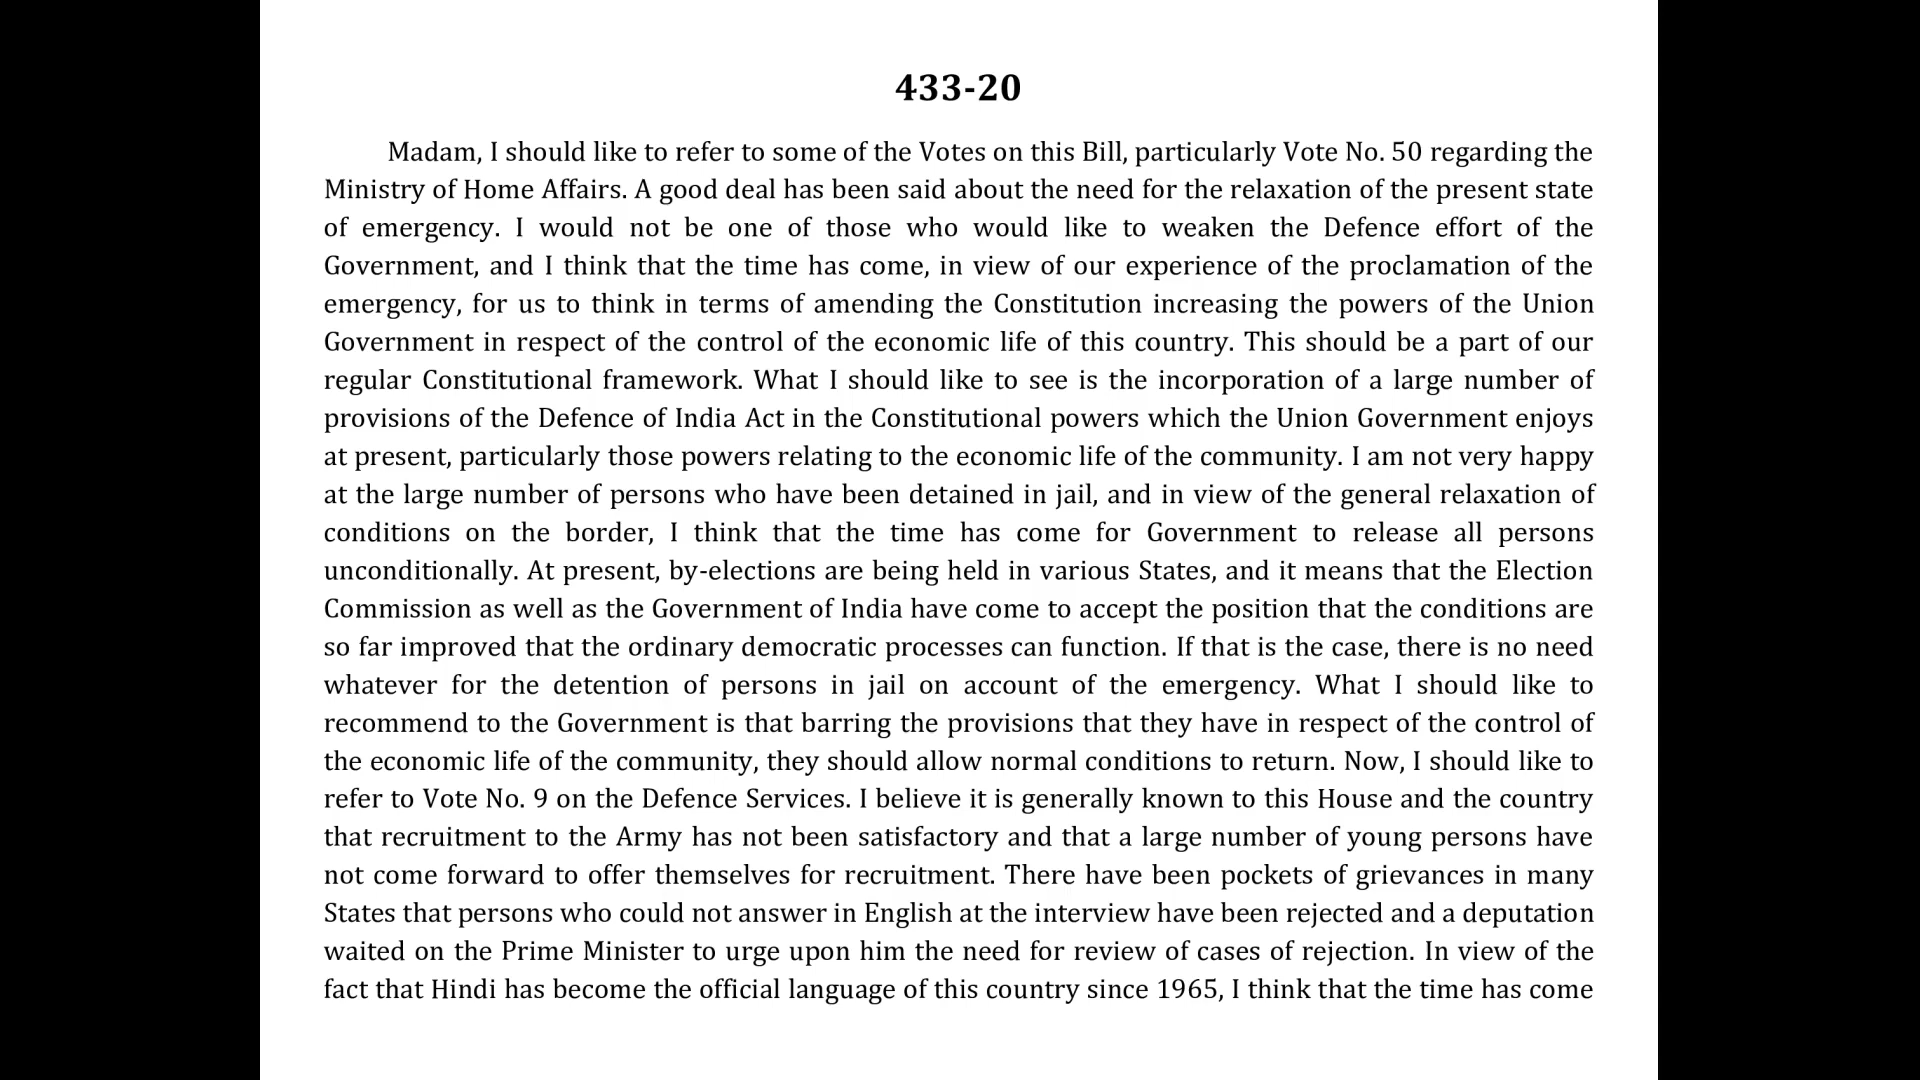 433-20
Madam, I should like to refer to some of the Votes on this Bill, particularly Vote No. 50 regarding the
Ministry of Home Affairs. A good deal has been said about the need for the relaxation of the present state
of emergency. I would not be one of those who would like to weaken the Defence effort of the
Government, and I think that the time has come, in view of our experience of the proclamation of the
emergency, for us to think in terms of amending the Constitution increasing the powers of the Union
Government in respect of the control of the economic life of this country. This should be a part of our
regular Constitutional framework. What I should like to see is the incorporation of a large number of
provisions of the Defence of India Act in the Constitutional powers which the Union Government enjoys
at present, particularly those powers relating to the economic life of the community. I am not very happy
at the large number of persons who have been detained in jail, and in view of the general relaxation of
conditions on the border, I think that the time has come for Government to release all persons
unconditionally. At present, by-elections are being held in various States, and it means that the Election
Commission as well as the Government of India have come to accept the position that the conditions are
so far improved that the ordinary democratic processes can function. If that is the case, there is no need
whatever for the detention of persons in jail on account of the emergency. What I should like to
recommend to the Government is that barring the provisions that they have in respect of the control of
the economic life of the community, they should allow normal conditions to return. Now, I should like to
refer to Vote No. 9 on the Defence Services. I believe it is generally known to this House and the country
that recruitment to the Army has not been satisfactory and that a large number of young persons have
not come forward to offer themselves for recruitment. There have been pockets of grievances in many
States that persons who could not answer in English at the interview have been rejected and a deputation
waited on the Prime Minister to urge upon him the need for review of cases of rejection. In view of the
fact that Hindi has become the official language of this country since 1965, I think that the time has come